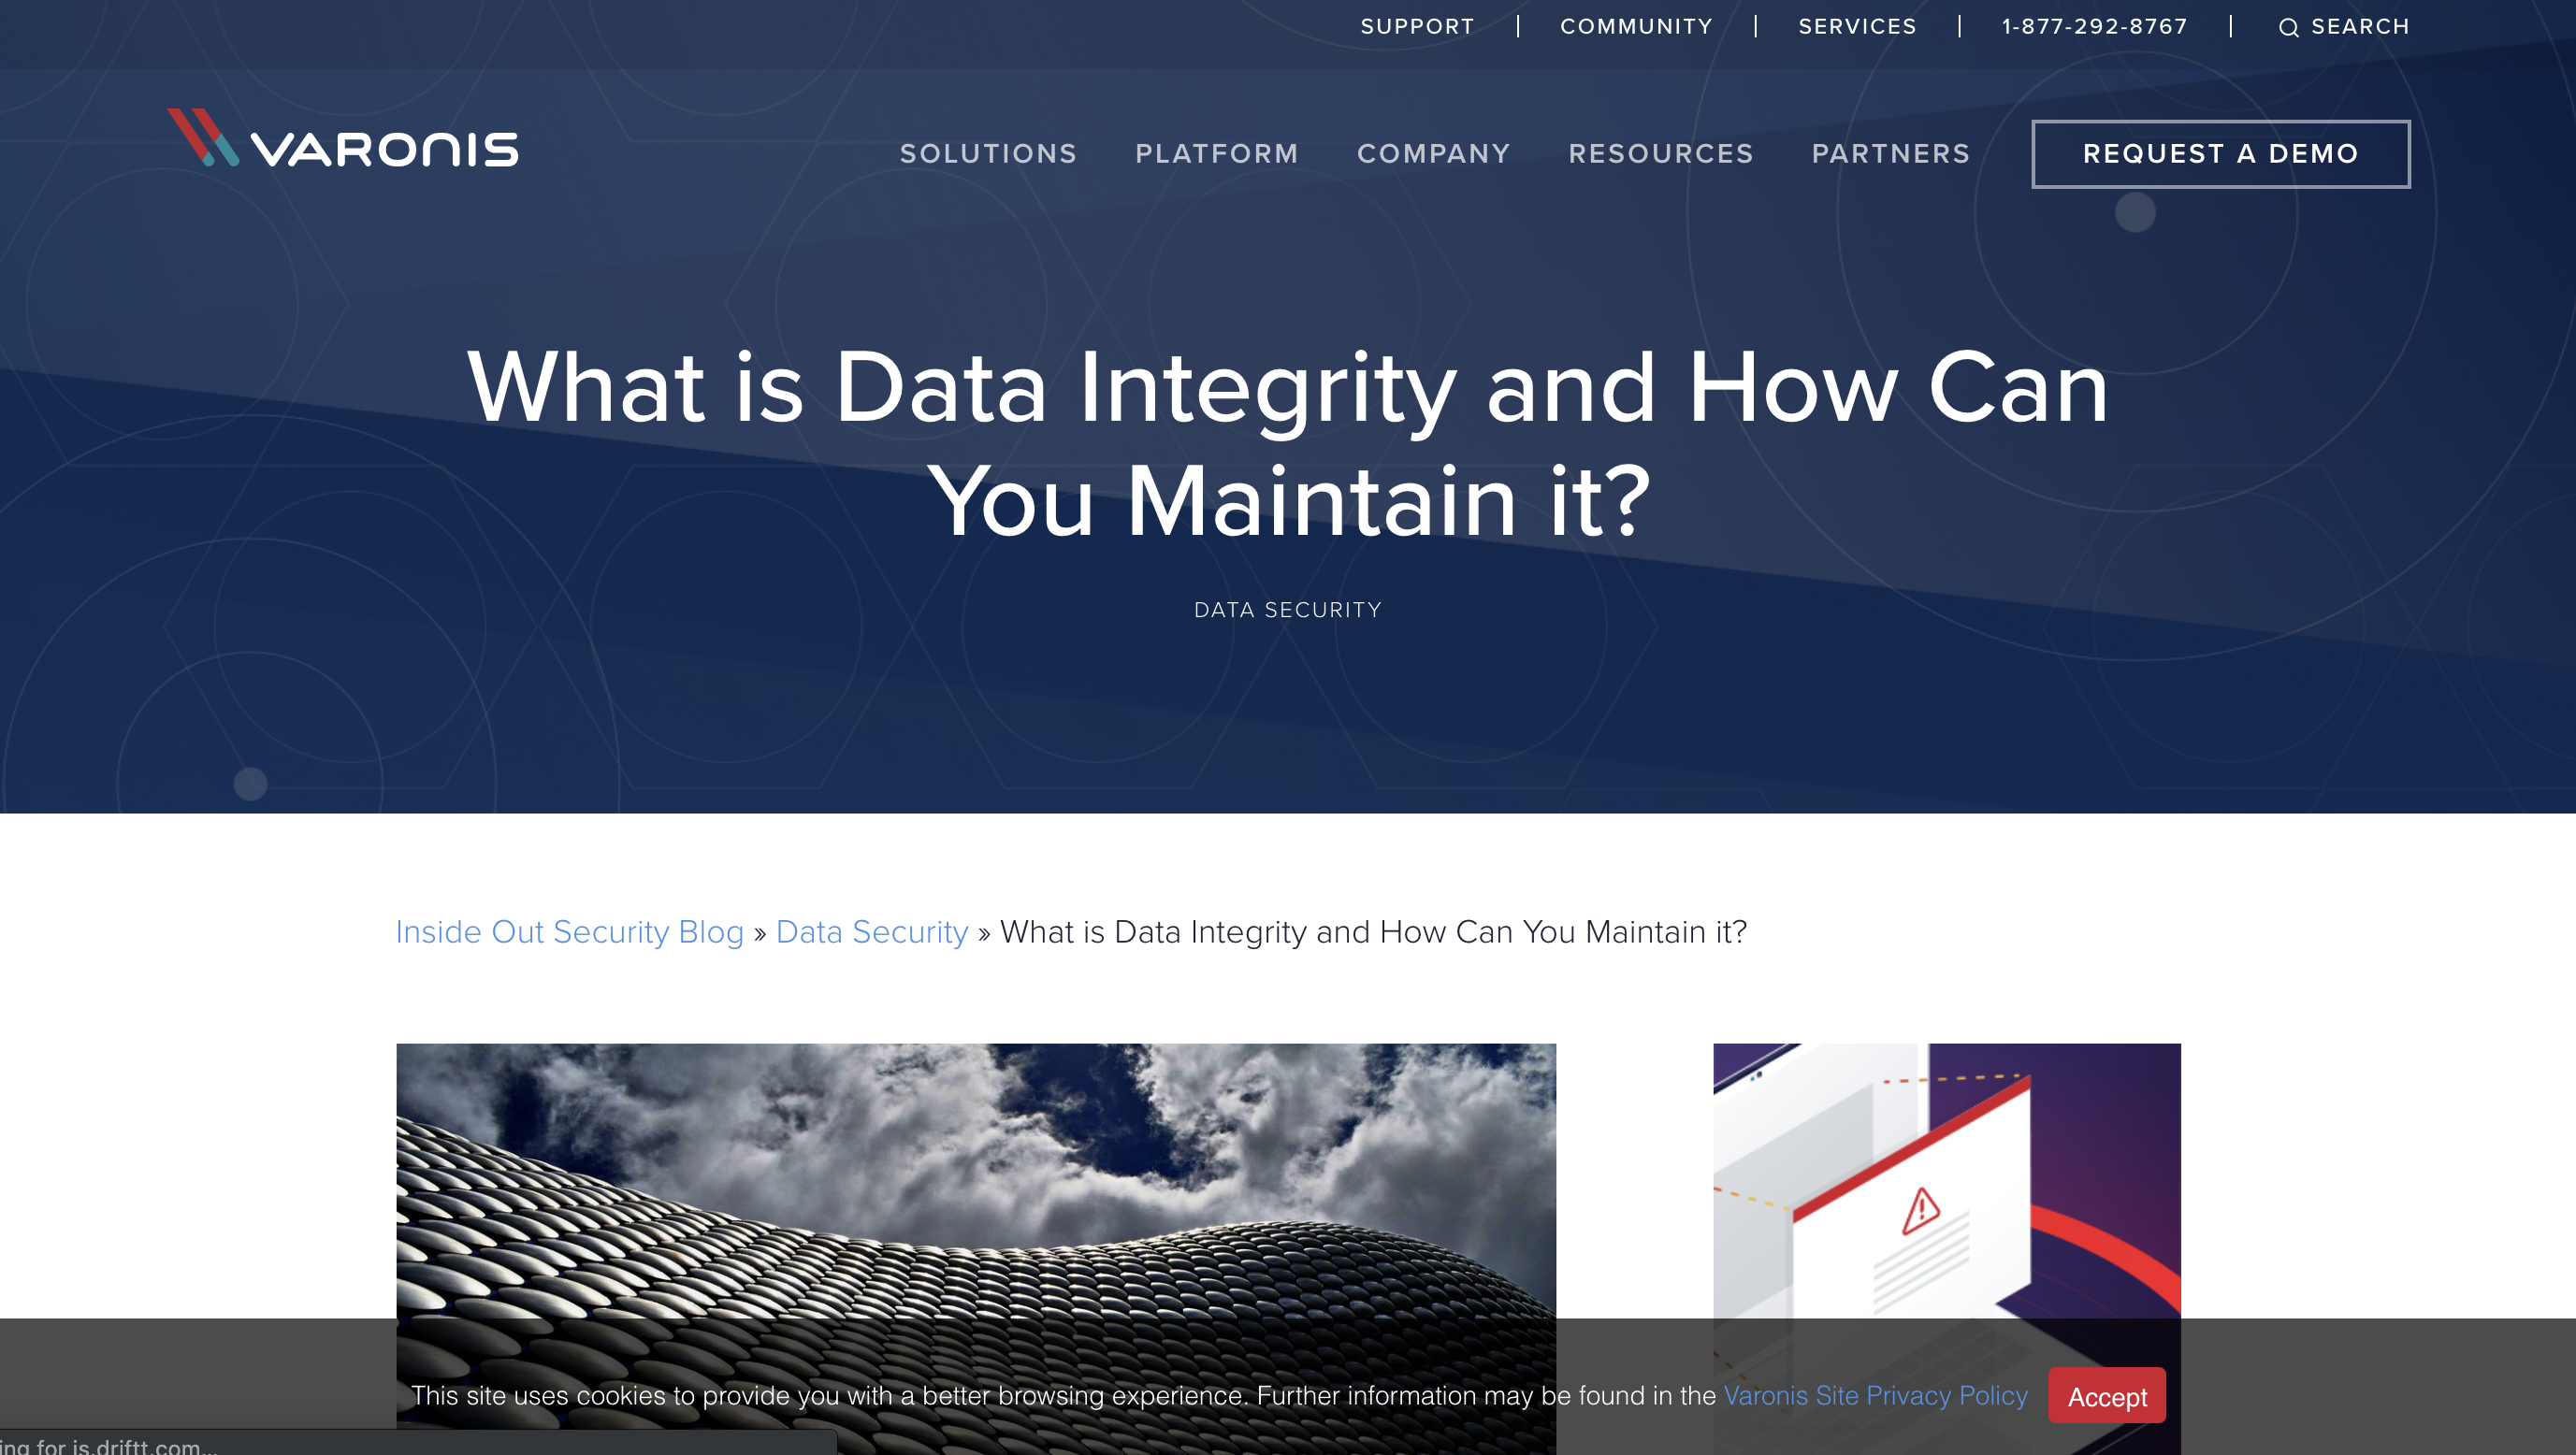 SUPPORT | COMMUNITY | SERVICES | 1-877-292-8767 | SEARCH
VARONIS
SOLUTIONS PLATFORM COMPANY RESOURCES PARTNERS REQUEST A DEMO
What is Data Integrity and How Can
You Maintain it?
DATA SECURITY
Inside Out Security Blog » Data Security » What is Data Integrity and How Can You Maintain it?
This site uses cookies to provide you with a better browsing experience. Further information may be found in the Varonis Site Privacy Policy Accept
ing for js.driftt.com...